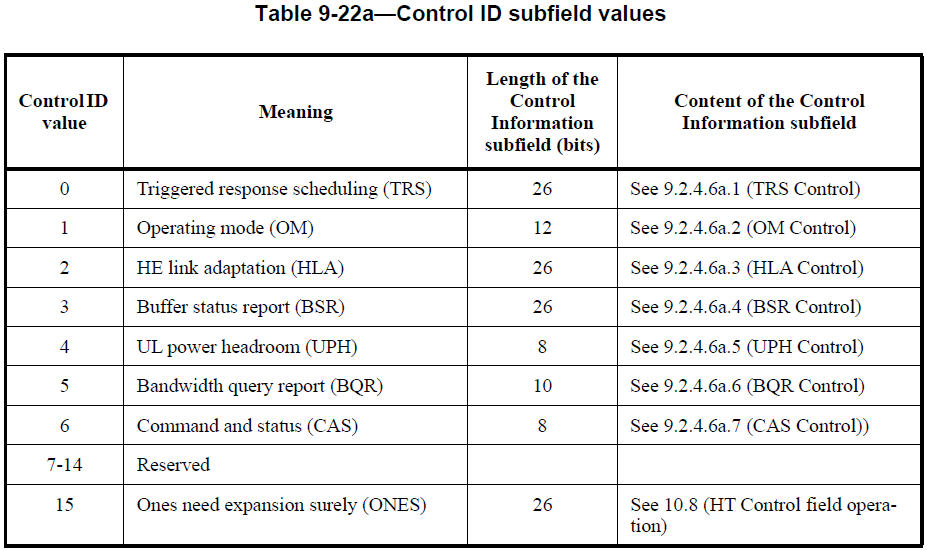 Table 9-22a—Control ID subfield values
Control ID value | Meaning | Length of the Control Information subfield (bits) | Content of the Control Information subfield
0 | Triggered response scheduling (TRS) | 26 | See 9.2.4.6a.1 (TRS Control)
1 | Operating mode (OM) | 12 | See 9.2.4.6a.2 (OM Control)
2 | HE link adaptation (HLA) | 26 | See 9.2.4.6a.3 (HLA Control)
3 | Buffer status report (BSR) | 26 | See 9.2.4.6a.4 (BSR Control)
4 | UL power headroom (UPH) | 8 | See 9.2.4.6a.5 (UPH Control)
5 | Bandwidth query report (BQR) | 10 | See 9.2.4.6a.6 (BQR Control)
6 | Command and status (CAS) | 8 | See 9.2.4.6a.7 (CAS Control))
7-14 | Reserved
15 | Ones need expansion surely (ONES) | 26 | See 10.8 (HT Control field opera-
tion)